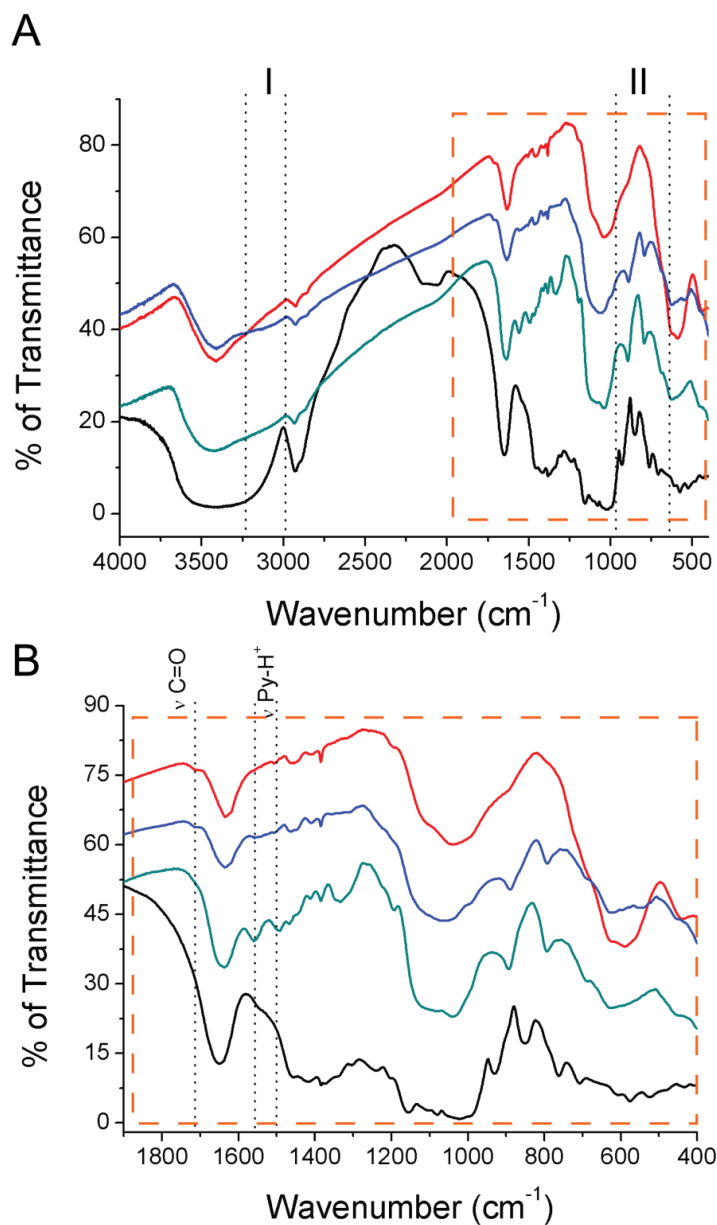 A
I II
80
60
40
20
0
4000 3500 3000 2500 2000 1500 1000 500
% of Transmittance
Wavenumber (cm⁻¹)
B
ν C=O
ν Py-H⁺
90
75
60
45
30
15
0
1800 1600 1400 1200 1000 800 600 400
% of Transmittance
Wavenumber (cm⁻¹)